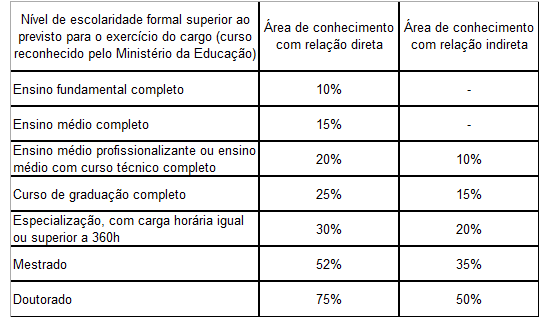 Nível de escolaridade formal superior ao
previsto para o exercício do cargo (curso
reconhecido pelo Ministério da Educação)
Área de conhecimento
com relação direta
Área de conhecimento
com relação indireta
Ensino fundamental completo 10% -
Ensino médio completo 15% -
Ensino médio profissionalizante ou ensino
médio com curso técnico completo
20% 10%
Curso de graduação completo 25% 15%
Especialização, com carga horária igual
ou superior a 360h
30% 20%
Mestrado 52% 35%
Doutorado 75% 50%